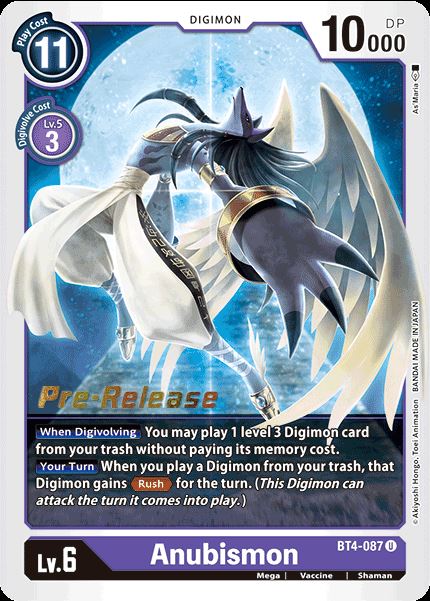 Play Cost
11
DIGIMON
10000
DP
Digivolve Cost
Lv.5
3
As'Maria
Pre-Release
When Digivolving You may play 1 level 3 Digimon card
from your trash without paying its memory cost.
Your Turn When you play a Digimon from your trash, that
Digimon gains Rush for the turn. (This Digimon can
attack the turn it comes into play.)
© Akiyoshi Hongo, Toei Animation BANDAI MADE IN JAPAN
Lv.6
Anubismon
BT4-087 U
Mega | Vaccine | Shaman